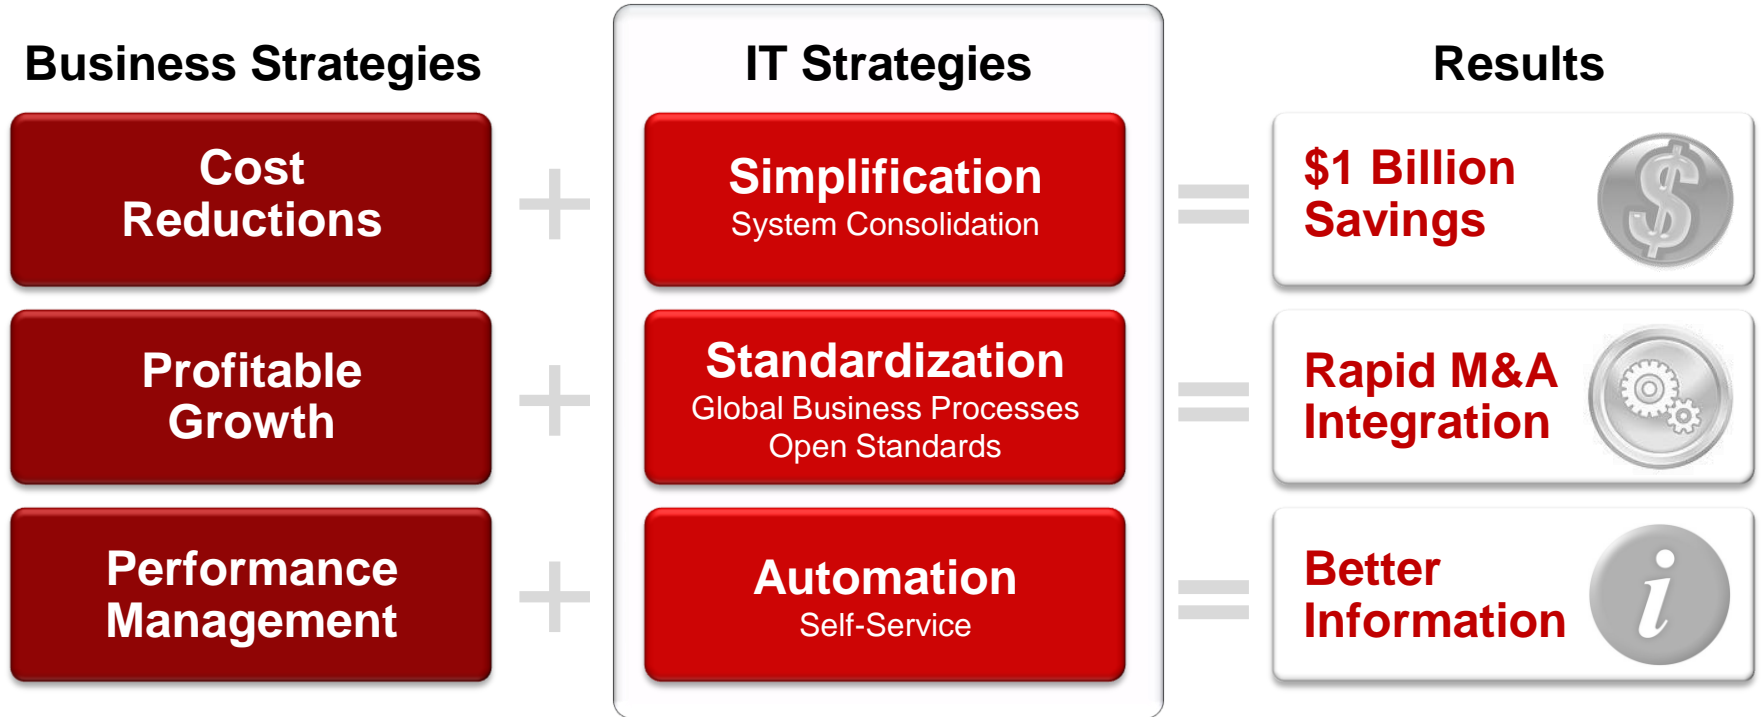 Business Strategies
IT Strategies
Results
Cost
Reductions
+
Simplification
System Consolidation
=
$1 Billion
Savings
$
Profitable
Growth
+
Standardization
Global Business Processes
Open Standards
=
Rapid M&A
Integration
Performance
Management
+
Automation
Self-Service
=
Better
Information
i